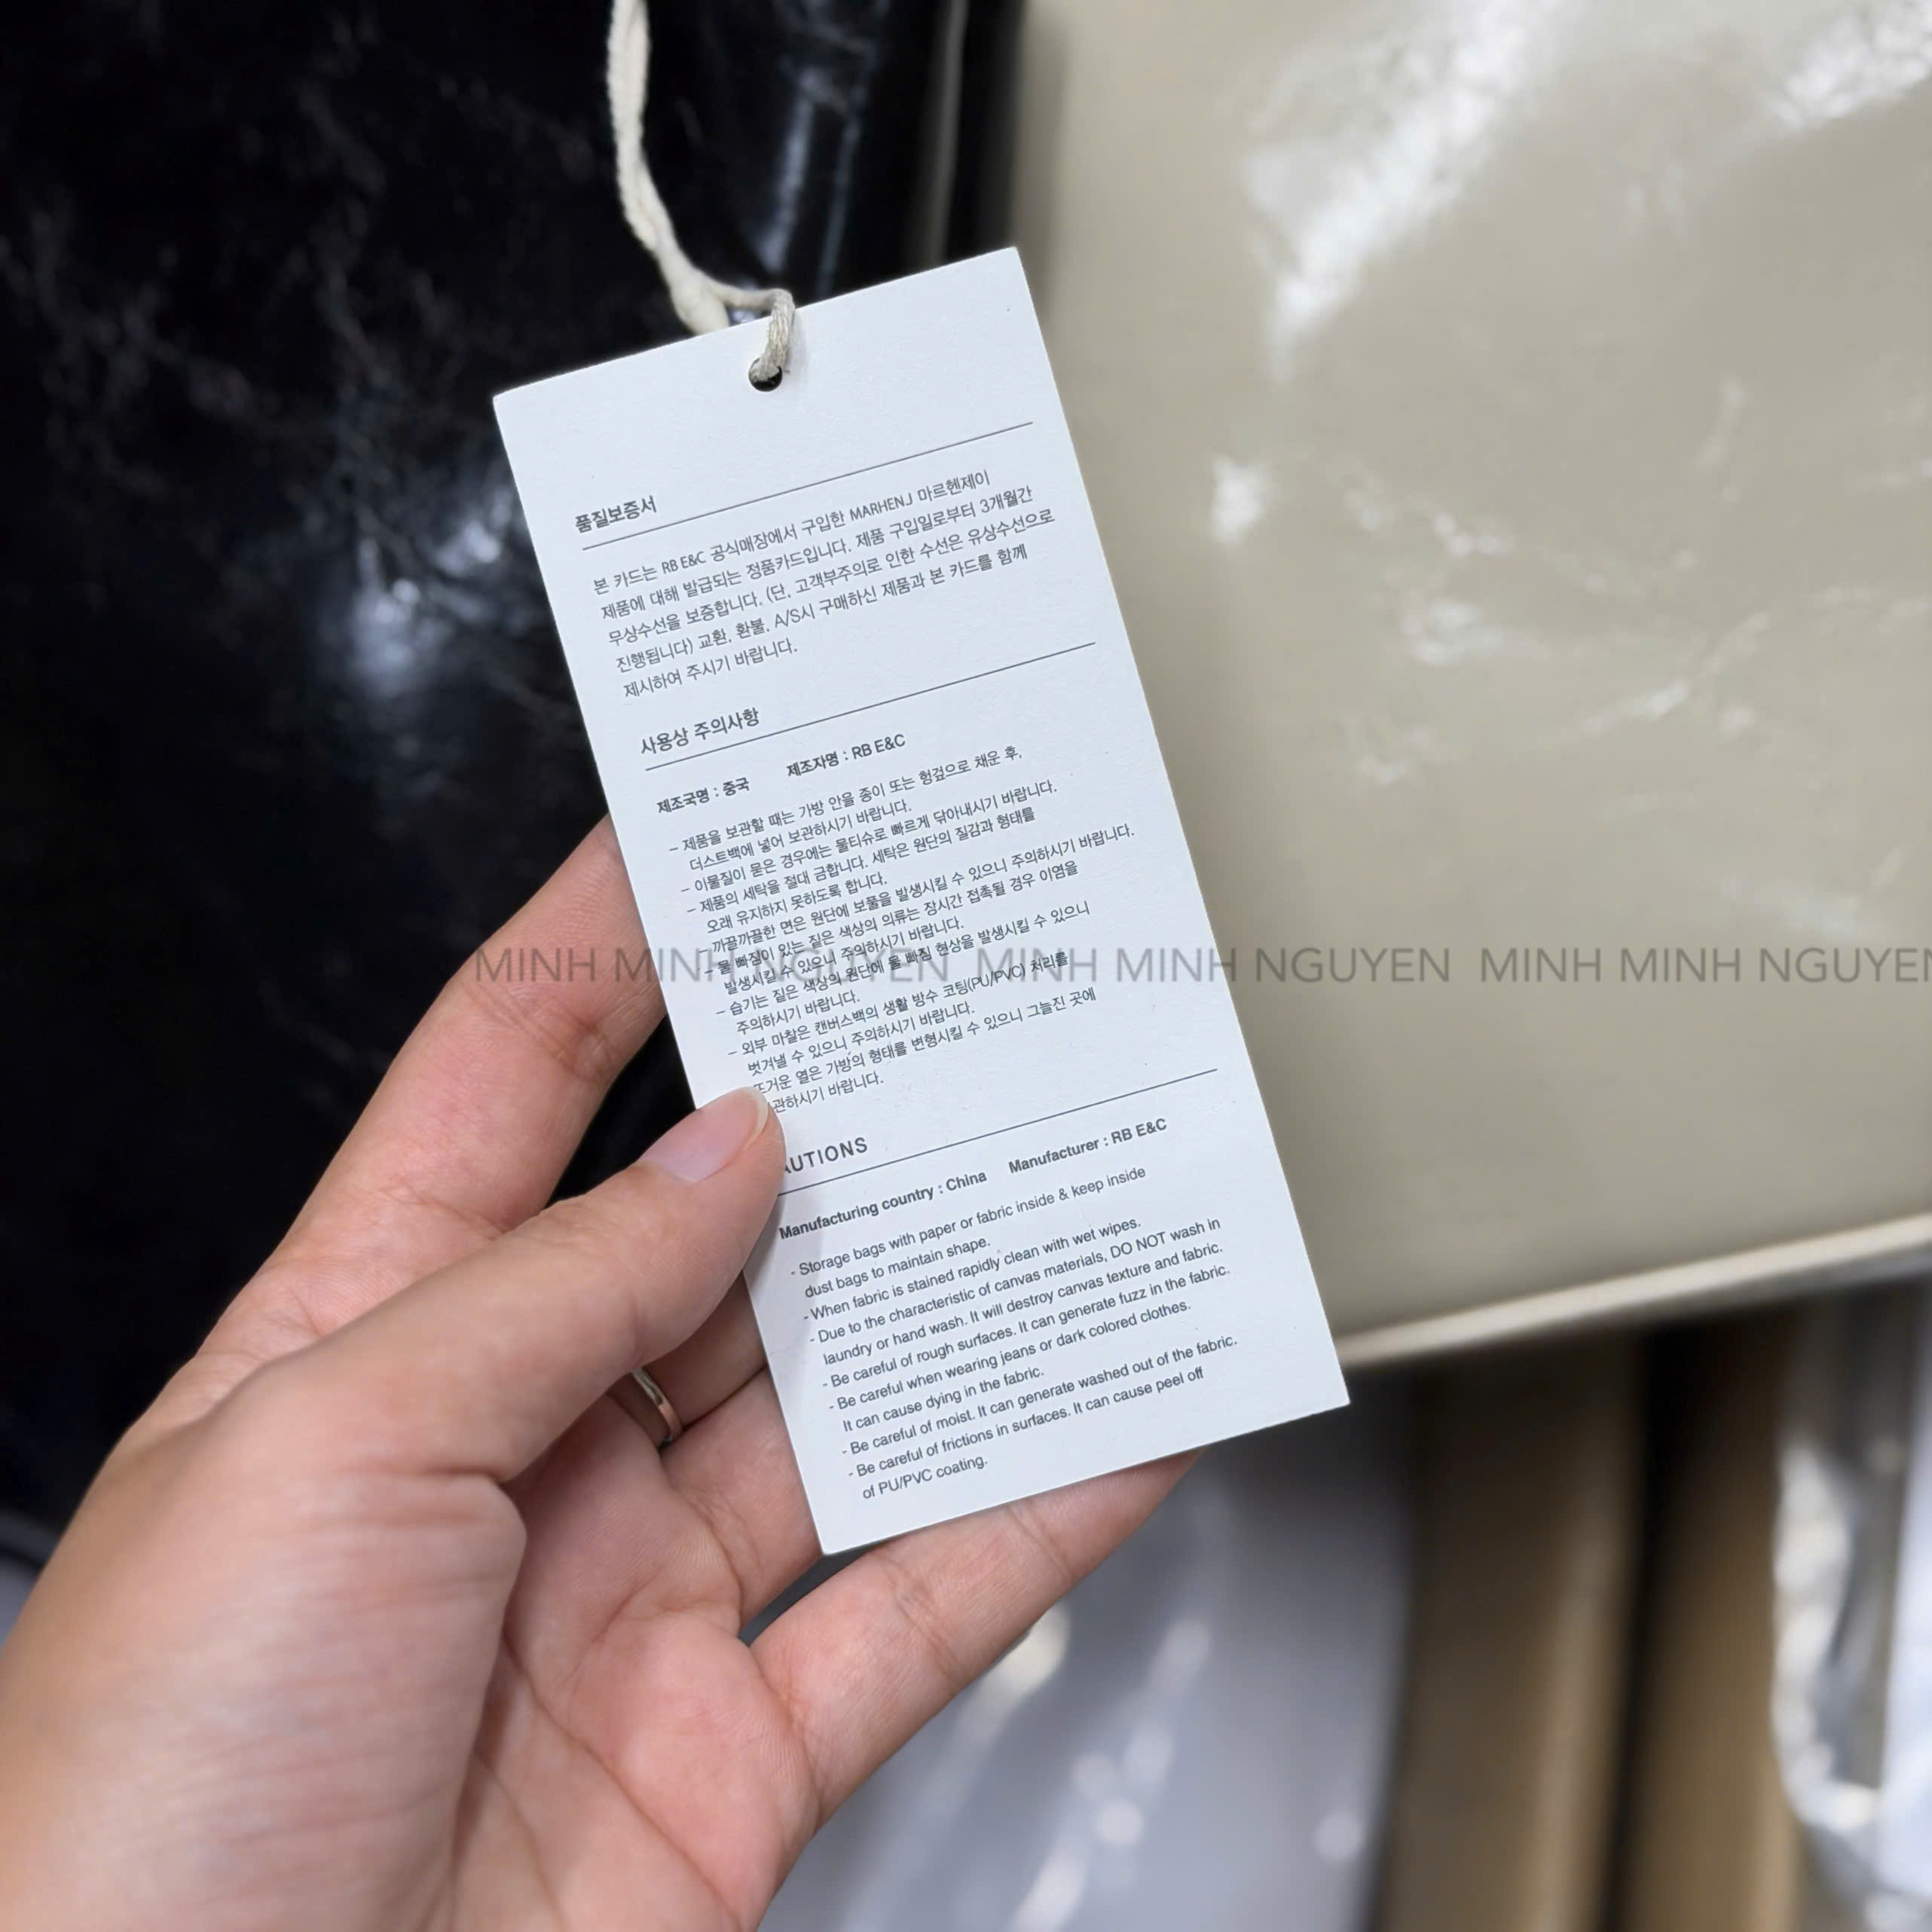 품질보증서
본 카드는 RB E&C 공식매장에서 구입한 MARHEN.J 마르헨제이
제품에 대해 발급되는 정품카드입니다. 제품 구입일로부터 3개월간
무상수선을 보증합니다. (단, 고객부주의로 인한 수선은 유상수선으로
진행됩니다) 교환, 환불, A/S시 구매하신 제품과 본 카드를 함께
제시하여 주시기 바랍니다.
사용상 주의사항
제조국명 : 중국 제조자명 : RB E&C
- 제품을 보관할 때는 가방 안을 종이 또는 헝겊으로 채운 후,
더스트백에 넣어 보관하시기 바랍니다.
- 이물질이 묻은 경우에는 물티슈로 빠르게 닦아내시기 바랍니다.
- 제품의 세탁을 절대 금합니다. 세탁은 원단의 질감과 형태를
오래 유지하지 못하도록 합니다.
- 까끌까끌한 면은 원단에 보풀을 발생시킬 수 있으니 주의하시기 바랍니다.
- 물 빠짐이 있는 짙은 색상의 의류는 장시간 접촉될 경우 이염을
발생시킬 수 있으니 주의하시기 바랍니다.
- 습기는 짙은 색상의 원단에 물 빠짐 현상을 발생시킬 수 있으니
주의하시기 바랍니다.
- 외부 마찰은 캔버스백의 생활 방수 코팅(PU/PVC) 처리를
벗겨낼 수 있으니 주의하시기 바랍니다.
뜨거운 열은 가방의 형태를 변형시킬 수 있으니 그늘진 곳에
관하시기 바랍니다.
AUTIONS
Manufacturing country : China Manufacturer : RB E&C
- Storage bags with paper or fabric inside & keep inside
dust bags to maintain shape.
- When fabric is stained rapidly clean with wet wipes.
- Due to the characteristic of canvas materials, DO NOT wash in
laundry or hand wash. It will destroy canvas texture and fabric.
- Be careful of rough surfaces. It can generate fuzz in the fabric.
- Be careful when wearing jeans or dark colored clothes.
It can cause dying in the fabric.
- Be careful of moist. It can generate washed out of the fabric.
- Be careful of frictions in surfaces. It can cause peel off
of PU/PVC coating.
MINH MINH NGUYEN MINH MINH NGUYEN MINH MINH NGUYEN